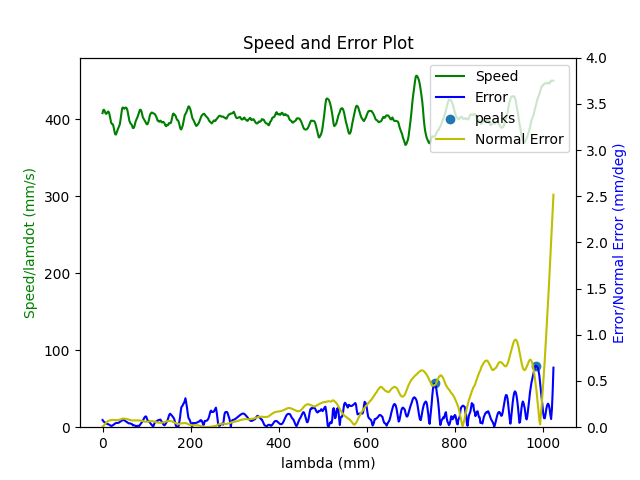 Speed and Error Plot
Speed
Error
peaks
Normal Error
Speed/lamdot (mm/s)
400
300
200
100
0
4.0
3.5
3.0
2.5
2.0
1.5
1.0
0.5
0.0
Error/Normal Error (mm/deg)
0 200 400 600 800 1000
lambda (mm)